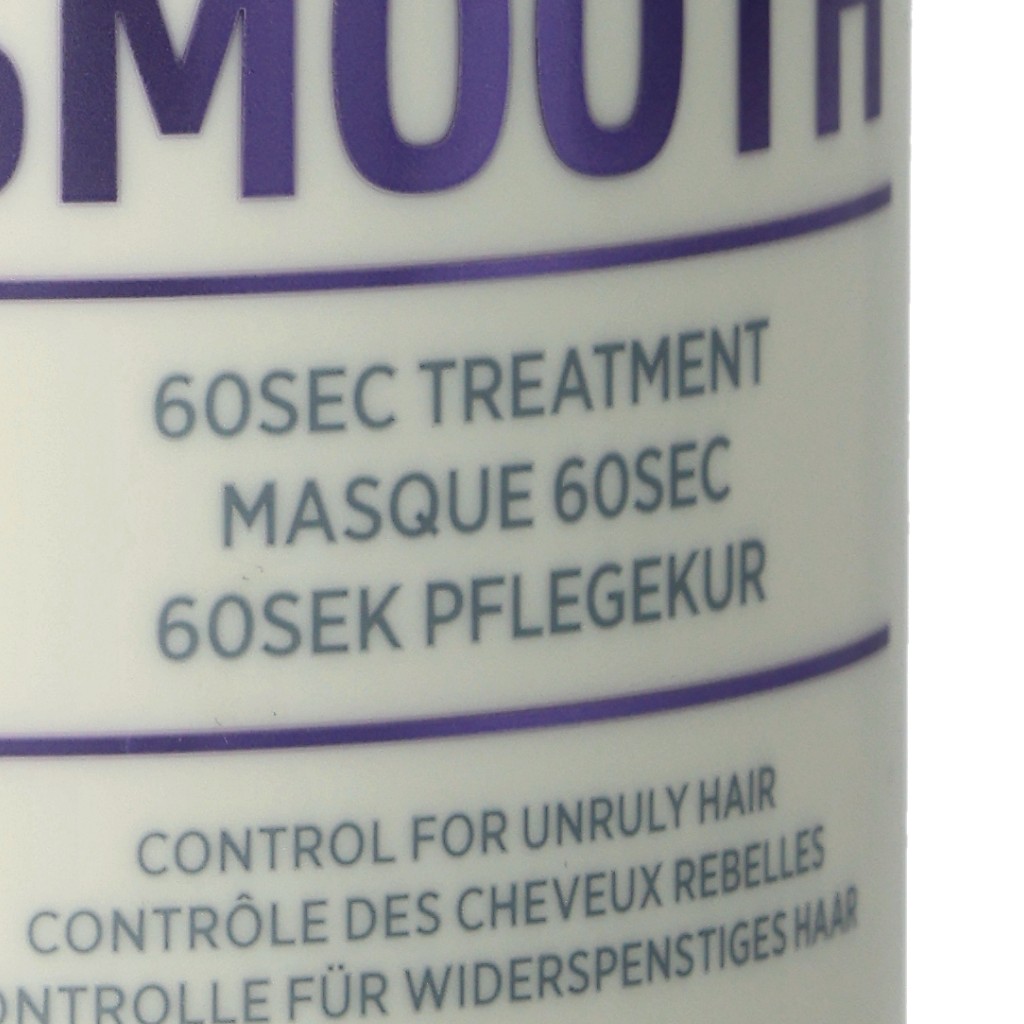 SMOOTH
60SEC TREATMENT
MASQUE 60SEC
60SEK PFLEGEKUR
CONTROL FOR UNRULY HAIR
CONTRÔLE DES CHEVEUX REBELLES
ONTROLLE FÜR WIDERSPENSTIGES HAAR